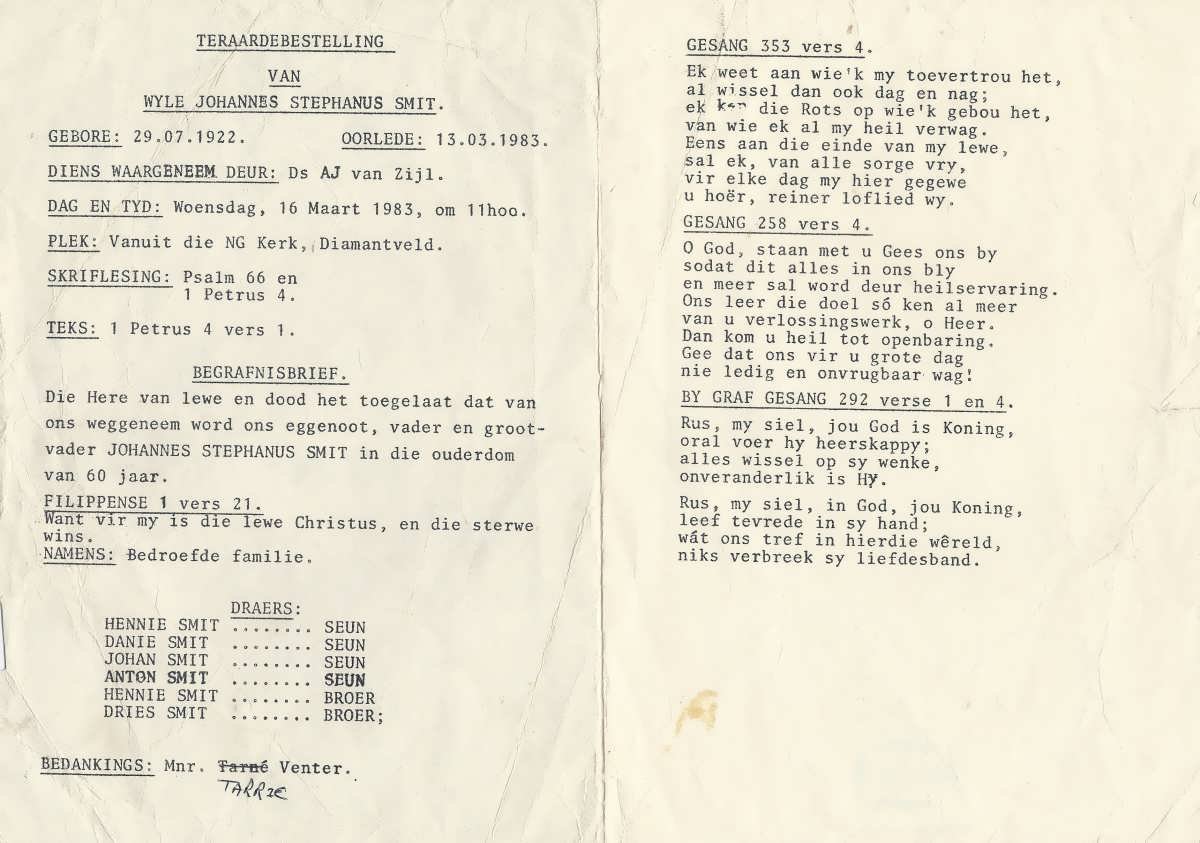 TERAARDEBESTELLING
VAN
WYLE JOHANNES STEPHANUS SMIT.
GEBORE: 29.07.1922. OORLEDE: 13.03.1983.
DIENS WAARGENEEM DEUR: Ds AJ van Zijl.
DAG EN TYD: Woensdag, 16 Maart 1983, om 11hoo.
PLEK: Vanuit die NG Kerk, Diamantveld.
SKRIFLESING: Psalm 66 en
1 Petrus 4.
TEKS: 1 Petrus 4 vers 1.
BEGRAFNISBRIEF.
Die Here van lewe en dood het toegelaat dat van
ons weggeneem word ons eggenoot, vader en groot-
vader JOHANNES STEPHANUS SMIT in die ouderdom
van 60 jaar.
FILIPPENSE 1 vers 21.
Want vir my is die lewe Christus, en die sterwe
wins.
NAMENS: Bedroefde familie.
DRAERS:
HENNIE SMIT ........ SEUN
DANIE SMIT ........ SEUN
JOHAN SMIT ........ SEUN
ANTON SMIT ........ SEUN
HENNIE SMIT ........ BROER
DRIES SMIT ........ BROER;
BEDANKINGS: Mnr. Tarné Venter.
TARRIE
GESANG 353 vers 4.
Ek weet aan wie'k my toevertrou het,
al wissel dan ook dag en nag;
ek ken die Rots op wie'k gebou het,
van wie ek al my heil verwag.
Eens aan die einde van my lewe,
sal ek, van alle sorge vry,
vir elke dag my hier gegewe
u hoër, reiner loflied wy.
GESANG 258 vers 4.
O God, staan met u Gees ons by
sodat dit alles in ons bly
en meer sal word deur heilservaring.
Ons leer die doel só ken al meer
van u verlossingswerk, o Heer.
Dan kom u heil tot openbaring.
Gee dat ons vir u grote dag
nie ledig en onvrugbaar wag!
BY GRAF GESANG 292 verse 1 en 4.
Rus, my siel, jou God is Koning,
oral voer hy heerskappy;
alles wissel op sy wenke,
onveranderlik is Hy.
Rus, my siel, in God, jou Koning,
leef tevrede in sy hand;
wát ons tref in hierdie wêreld,
niks verbreek sy liefdesband.